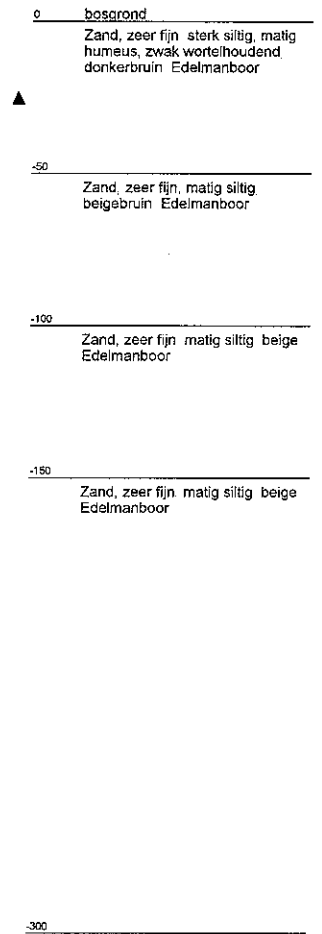 0 bosgrond
Zand, zeer fijn sterk siltig, matig
humeus, zwak wortelhoudend
donkerbruin Edelmanboor
-50
Zand, zeer fijn, matig siltig
beigebruin Edelmanboor
-100
Zand, zeer fijn matig siltig beige
Edelmanboor
-150
Zand, zeer fijn matig siltig beige
Edelmanboor
-300